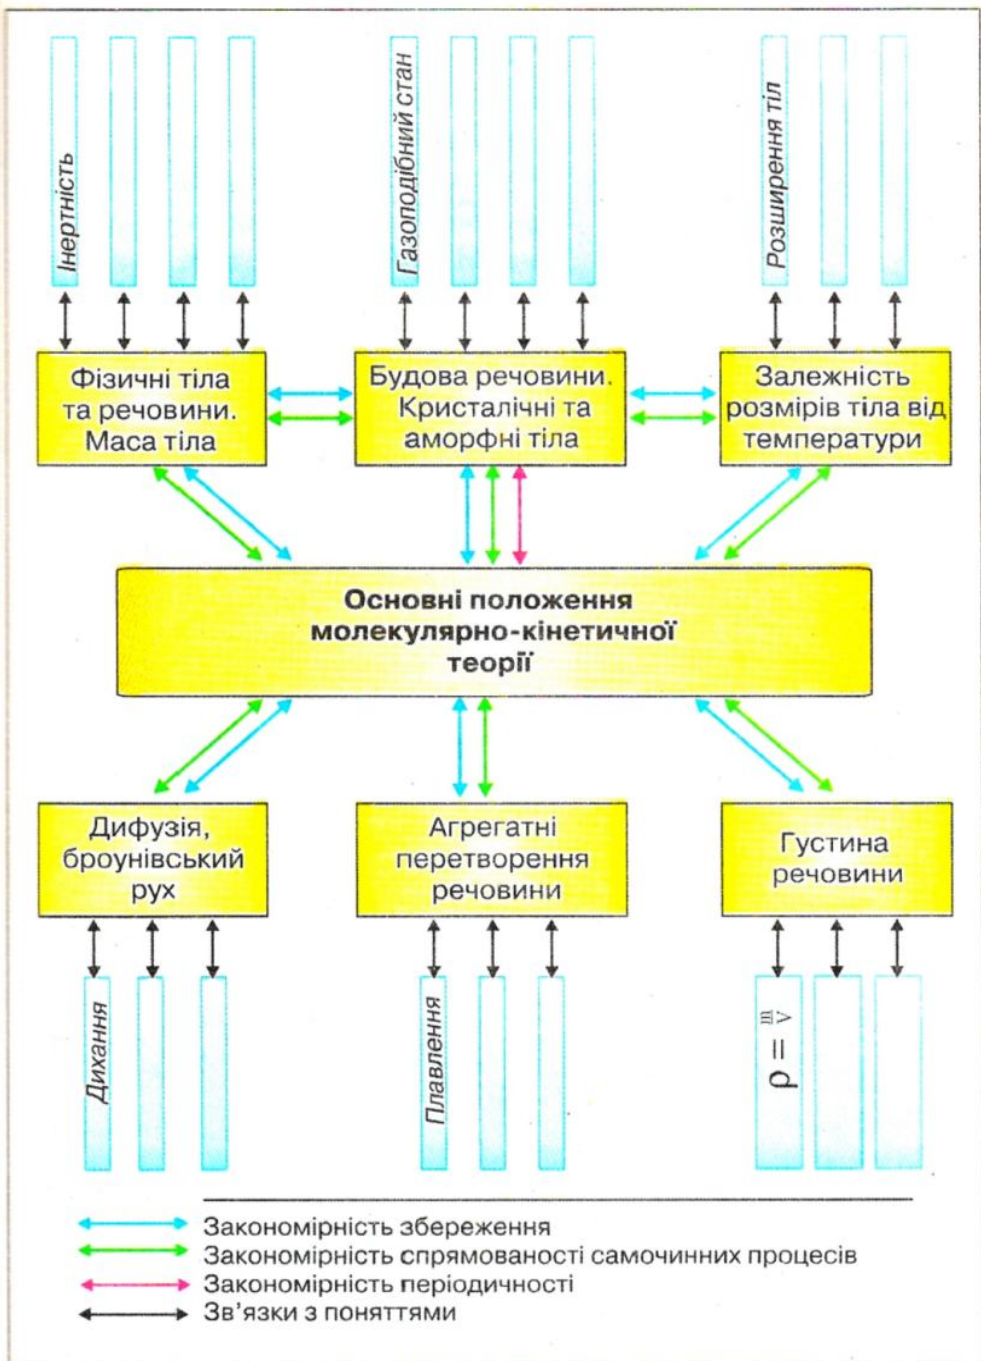 Інертність
Газоподібний стан
Розширення тіл
Фізичні тіла
та речовини.
Маса тіла
Будова речовини.
Кристалічні та
аморфні тіла
Залежність
розмірів тіла від
температури
Основні положення
молекулярно-кінетичної
теорії
Дифузія,
броунівський
рух
Агрегатні
перетворення
речовини
Густина
речовини
Дихання
Плавлення
ρ = m/V
Закономірність збереження
Закономірність спрямованості самочинних процесів
Закономірність періодичності
Зв'язки з поняттями